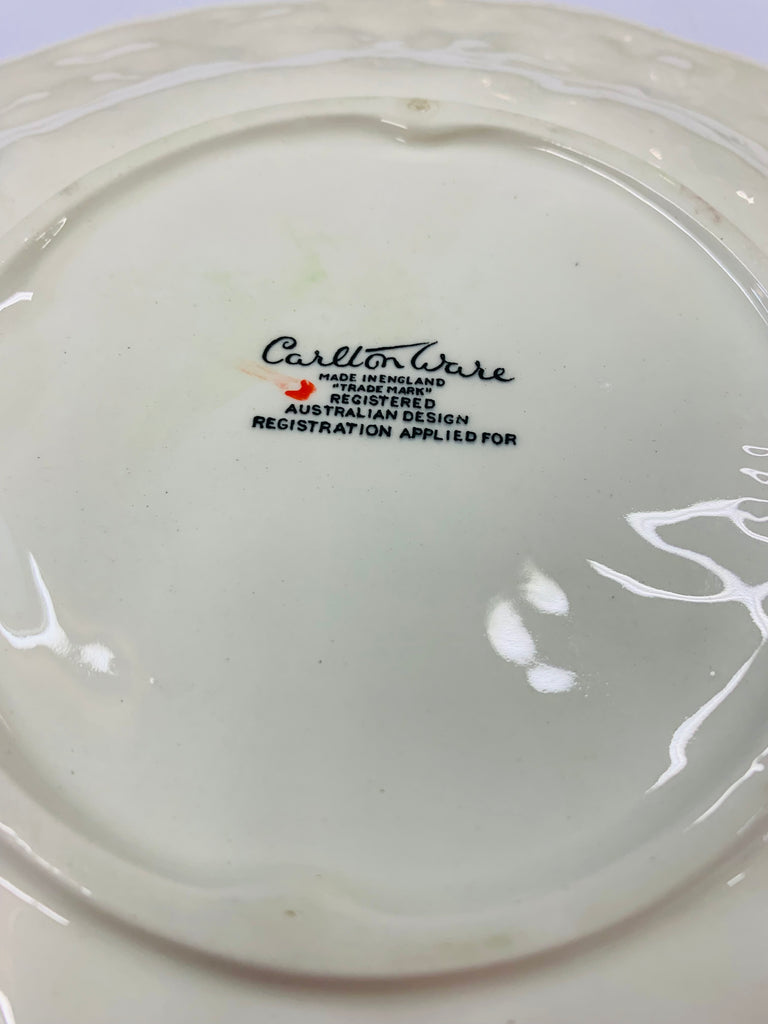 Carlton Ware
MADE IN ENGLAND
"TRADE MARK"
REGISTERED
AUSTRALIAN DESIGN
REGISTRATION APPLIED FOR